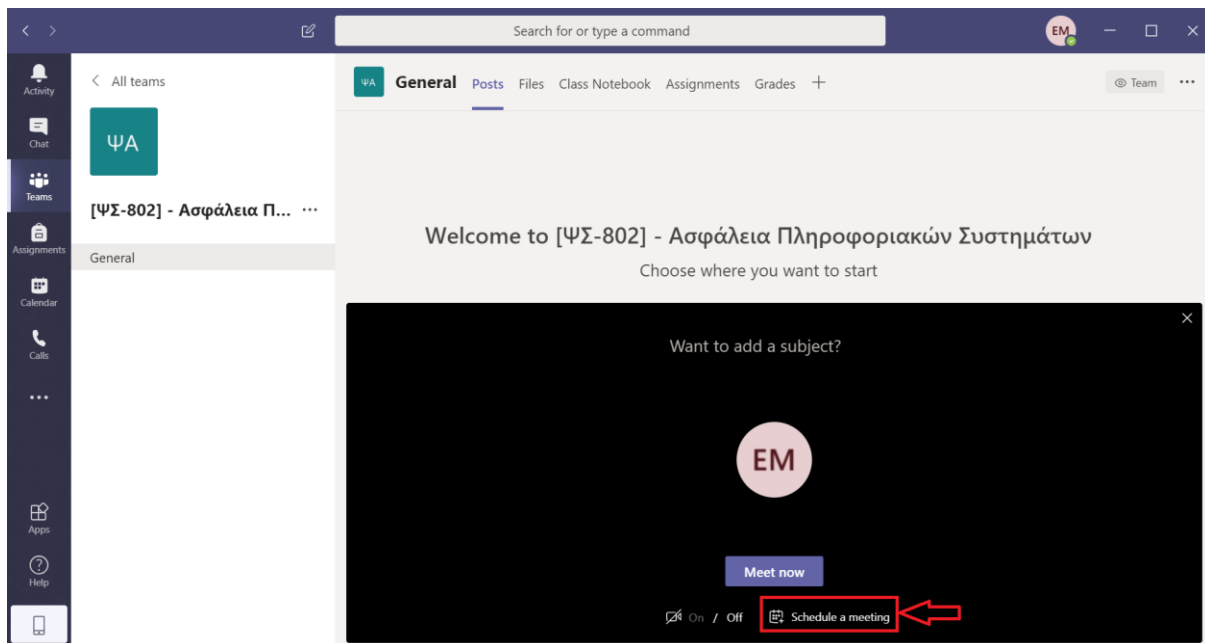 Search for or type a command
EM
Activity
Chat
Teams
Assignments
Calendar
Calls
Apps
Help
All teams
ΨΑ
[ΨΣ-802] - Ασφάλεια Π...
General
ΨΑ General Posts Files Class Notebook Assignments Grades
Team
Welcome to [ΨΣ-802] - Ασφάλεια Πληροφοριακών Συστημάτων
Choose where you want to start
Want to add a subject?
EM
Meet now
On / Off Schedule a meeting